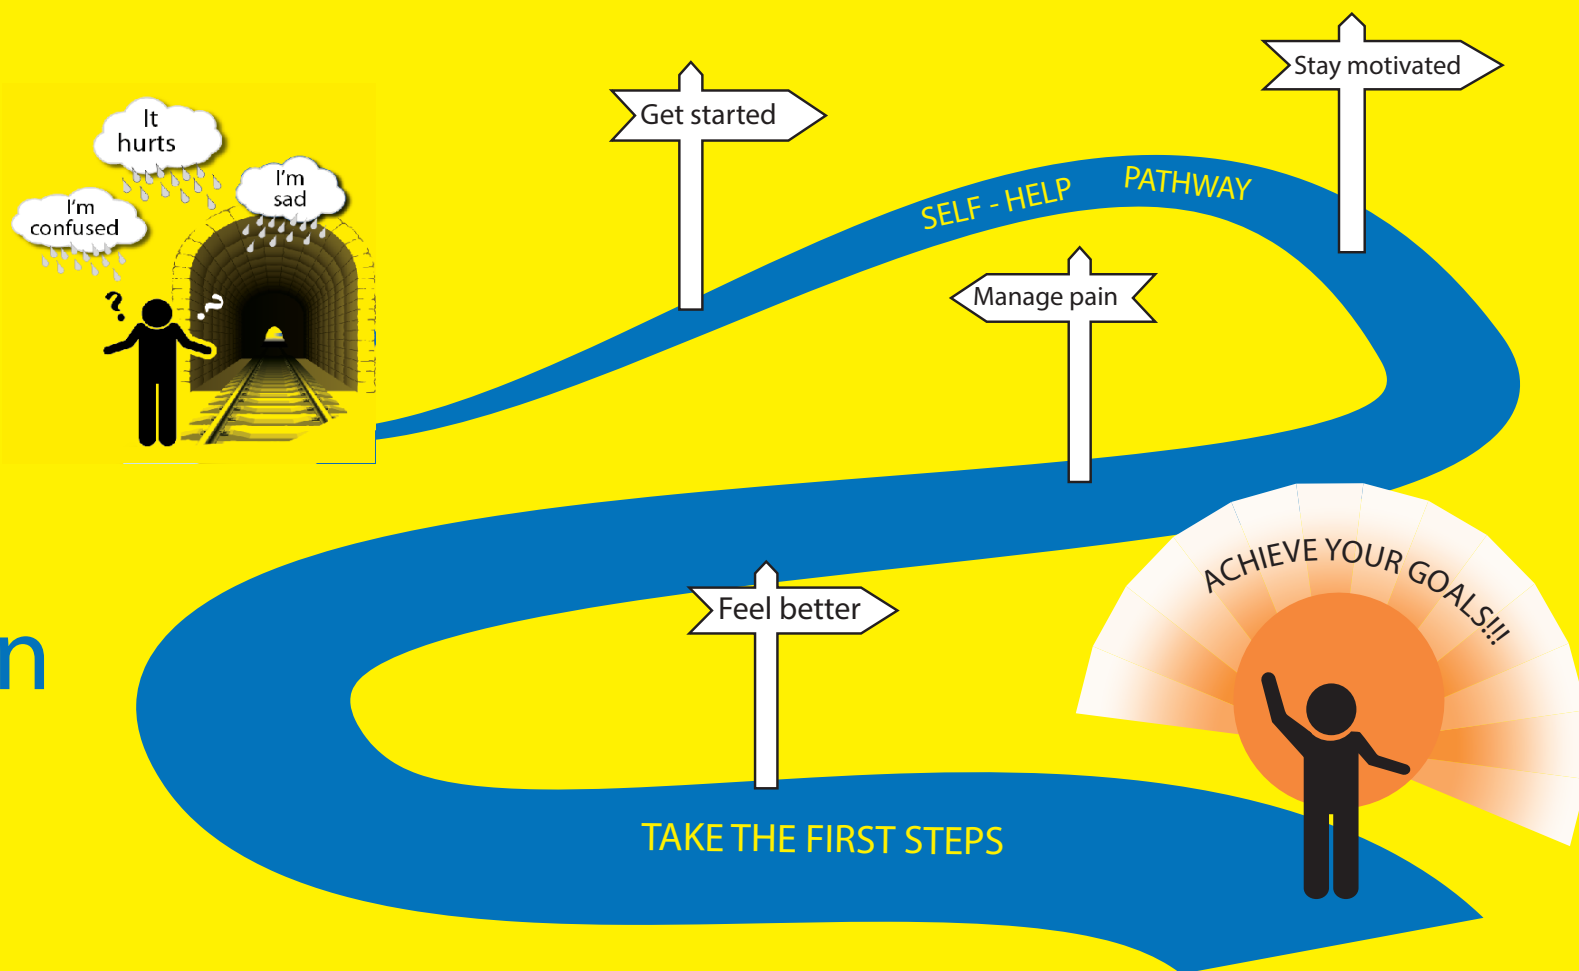 It
hurts
I'm
sad
I'm
confused
?
?
Get started
Stay motivated
SELF - HELP PATHWAY
Manage pain
Feel better
ACHIEVE YOUR GOALS!!!
n
TAKE THE FIRST STEPS